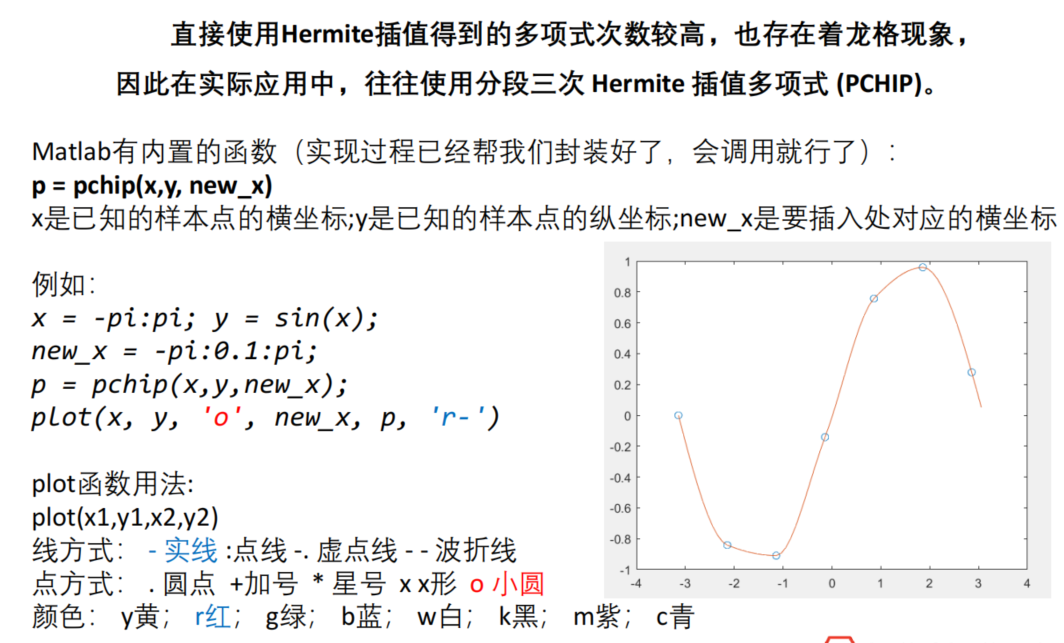 直接使用Hermite插值得到的多项式次数较高，也存在着龙格现象，
因此在实际应用中，往往使用分段三次 Hermite 插值多项式 (PCHIP)。
Matlab有内置的函数（实现过程已经帮我们封装好了，会调用就行了）：
p = pchip(x,y, new_x)
x是已知的样本点的横坐标;y是已知的样本点的纵坐标;new_x是要插入处对应的横坐标
例如：
x = -pi:pi; y = sin(x);
new_x = -pi:0.1:pi;
p = pchip(x,y,new_x);
plot(x, y, 'o', new_x, p, 'r-')
plot函数用法:
plot(x1,y1,x2,y2)
线方式： - 实线 :点线 -. 虚点线 - - 波折线
点方式： . 圆点 +加号 * 星号 x x形 o 小圆
颜色： y黄； r红； g绿； b蓝； w白； k黑； m紫； c青
1
0.8
0.6
0.4
0.2
0
-0.2
-0.4
-0.6
-0.8
-1
-4 -3 -2 -1 0 1 2 3 4